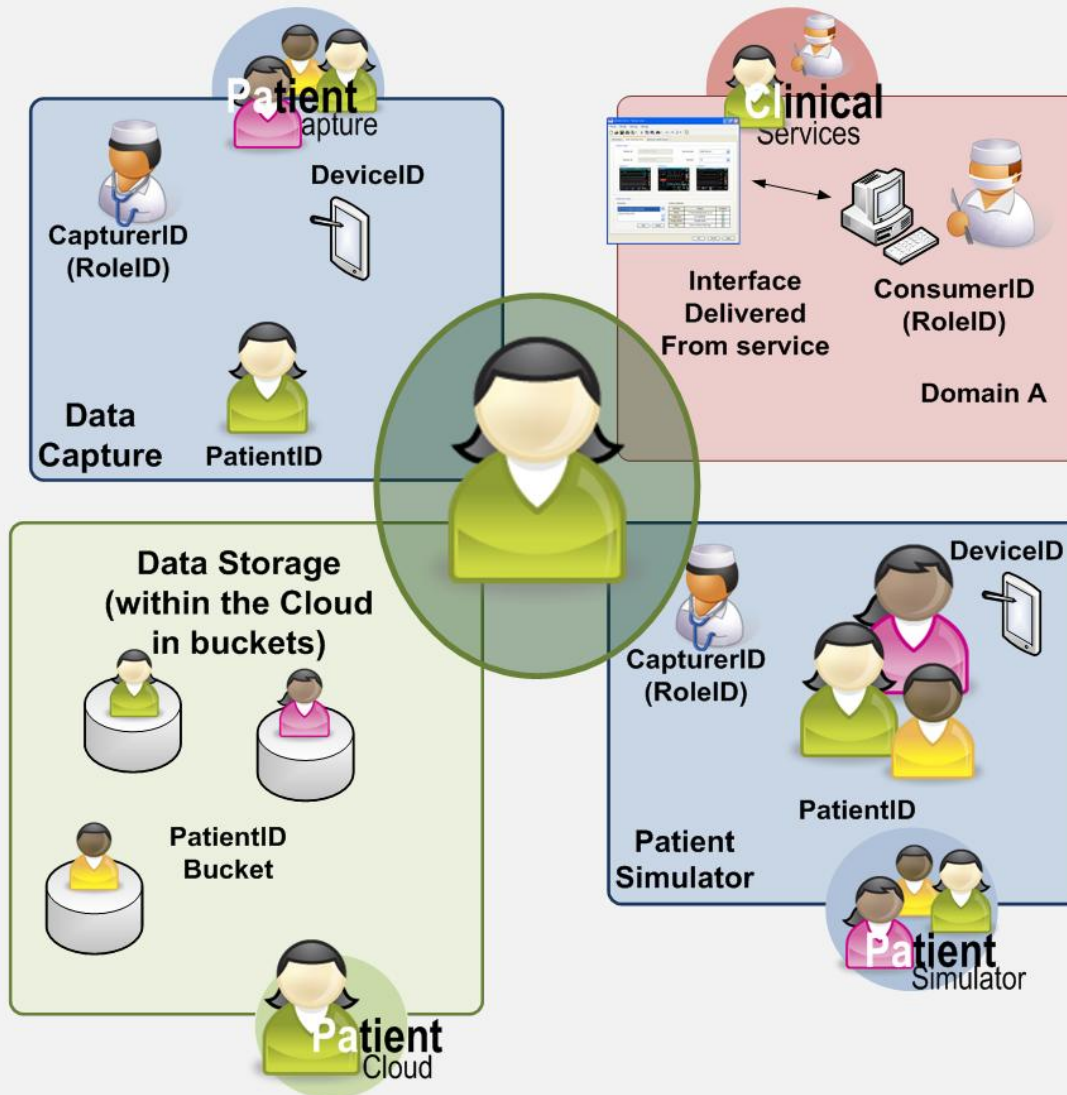 Patient
Capture
CapturerID
(RoleID)
DeviceID
PatientID
Data
Capture
Clinical
Services
Interface
Delivered
From service
ConsumerID
(RoleID)
Domain A
Data Storage
(within the Cloud
in buckets)
PatientID
Bucket
Patient
Cloud
CapturerID
(RoleID)
DeviceID
PatientID
Patient
Simulator
Patient
Simulator